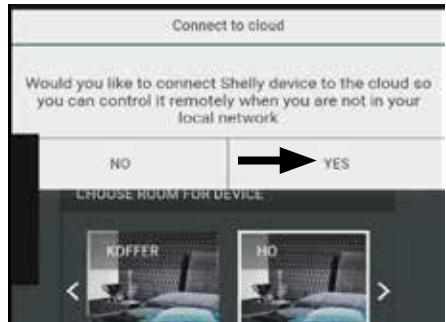 Connect to cloud
Would you like to connect Shelly device to the cloud so
you can control it remotely when you are not in your
local network
NO
YES
CHOOSE ROOM FOR DEVICE
KOFFER
HO